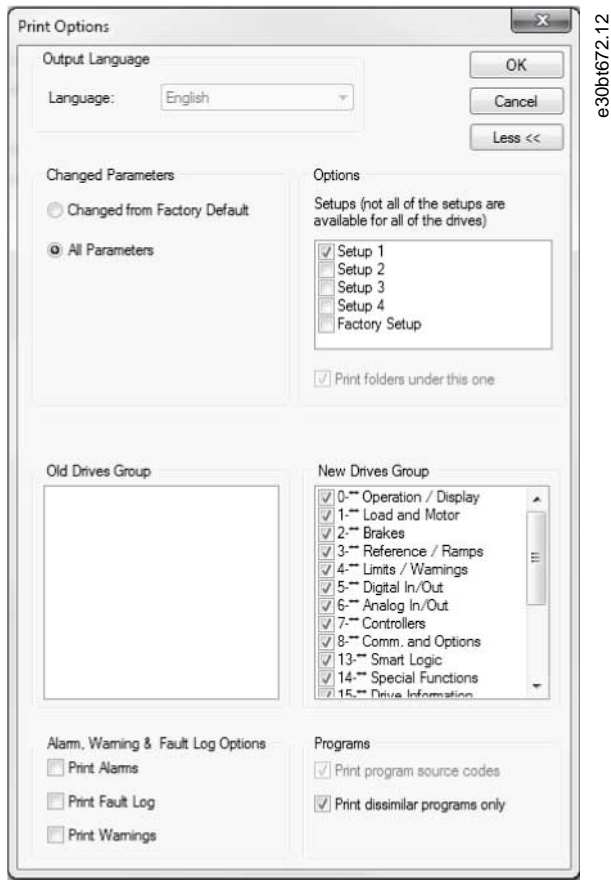 Print Options
Output Language
Language:
English
OK
Cancel
Less <<
Changed Parameters
Changed from Factory Default
All Parameters
Options
Setups (not all of the setups are
available for all of the drives)
Setup 1
Setup 2
Setup 3
Setup 4
Factory Setup
Print folders under this one
Old Drives Group
New Drives Group
0-** Operation / Display
1-** Load and Motor
2-** Brakes
3-** Reference / Ramps
4-** Limits / Warnings
5-** Digital In/Out
6-** Analog In/Out
7-** Controllers
8-** Comm. and Options
13-** Smart Logic
14-** Special Functions
15-** Drive Information
Alarm, Warning & Fault Log Options
Print Alarms
Print Fault Log
Print Warnings
Programs
Print program source codes
Print dissimilar programs only
e30bt672.12